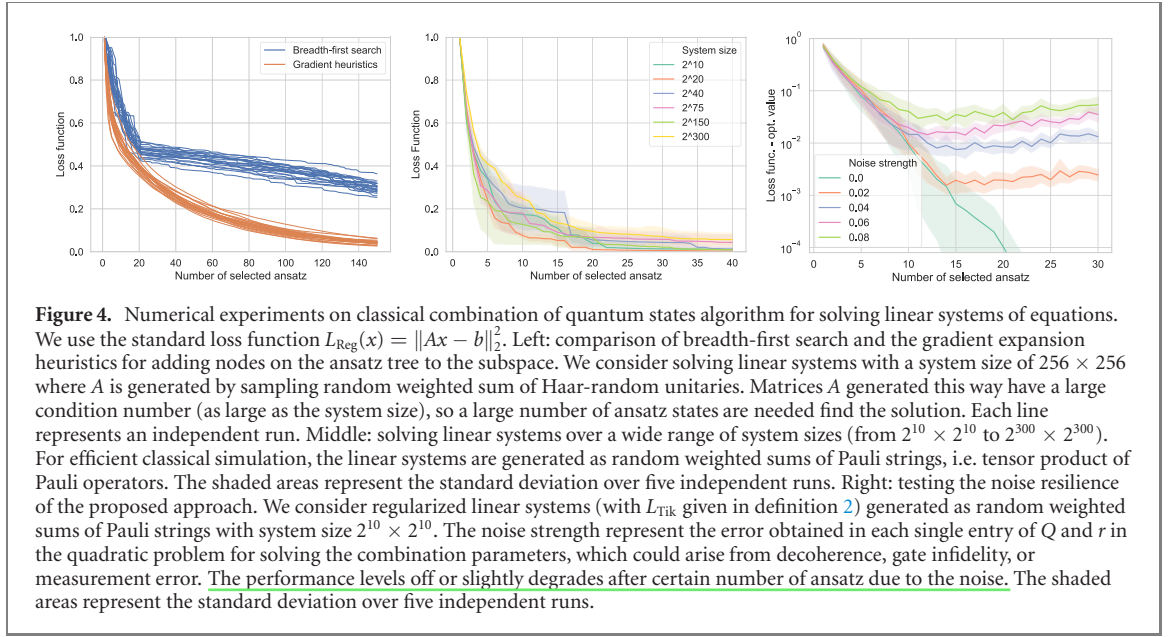 1.0
0.8
0.6
0.4
0.2
0.0
Loss function
Breadth-first search
Gradient heuristics
0 20 40 60 80 100 120 140
Number of selected ansatz
1.0
0.8
0.6
0.4
0.2
0.0
Loss Function
System size
2^10
2^20
2^40
2^75
2^150
2^300
0 5 10 15 20 25 30 35 40
Number of selected ansatz
10⁰
10⁻¹
10⁻²
10⁻³
10⁻⁴
Loss func. - opt. value
Noise strength
0.0
0.02
0.04
0.06
0.08
0 5 10 15 20 25 30
Number of selected ansatz
Figure 4. Numerical experiments on classical combination of quantum states algorithm for solving linear systems of equations.
We use the standard loss function L_Reg(x) = ‖Ax − b‖₂². Left: comparison of breadth-first search and the gradient expansion
heuristics for adding nodes on the ansatz tree to the subspace. We consider solving linear systems with a system size of 256 × 256
where A is generated by sampling random weighted sum of Haar-random unitaries. Matrices A generated this way have a large
condition number (as large as the system size), so a large number of ansatz states are needed find the solution. Each line
represents an independent run. Middle: solving linear systems over a wide range of system sizes (from 2¹⁰ × 2¹⁰ to 2³⁰⁰ × 2³⁰⁰).
For efficient classical simulation, the linear systems are generated as random weighted sums of Pauli strings, i.e. tensor product of
Pauli operators. The shaded areas represent the standard deviation over five independent runs. Right: testing the noise resilience
of the proposed approach. We consider regularized linear systems (with L_Tik given in definition 2) generated as random weighted
sums of Pauli strings with system size 2¹⁰ × 2¹⁰. The noise strength represent the error obtained in each single entry of Q and r in
the quadratic problem for solving the combination parameters, which could arise from decoherence, gate infidelity, or
measurement error. The performance levels off or slightly degrades after certain number of ansatz due to the noise. The shaded
areas represent the standard deviation over five independent runs.